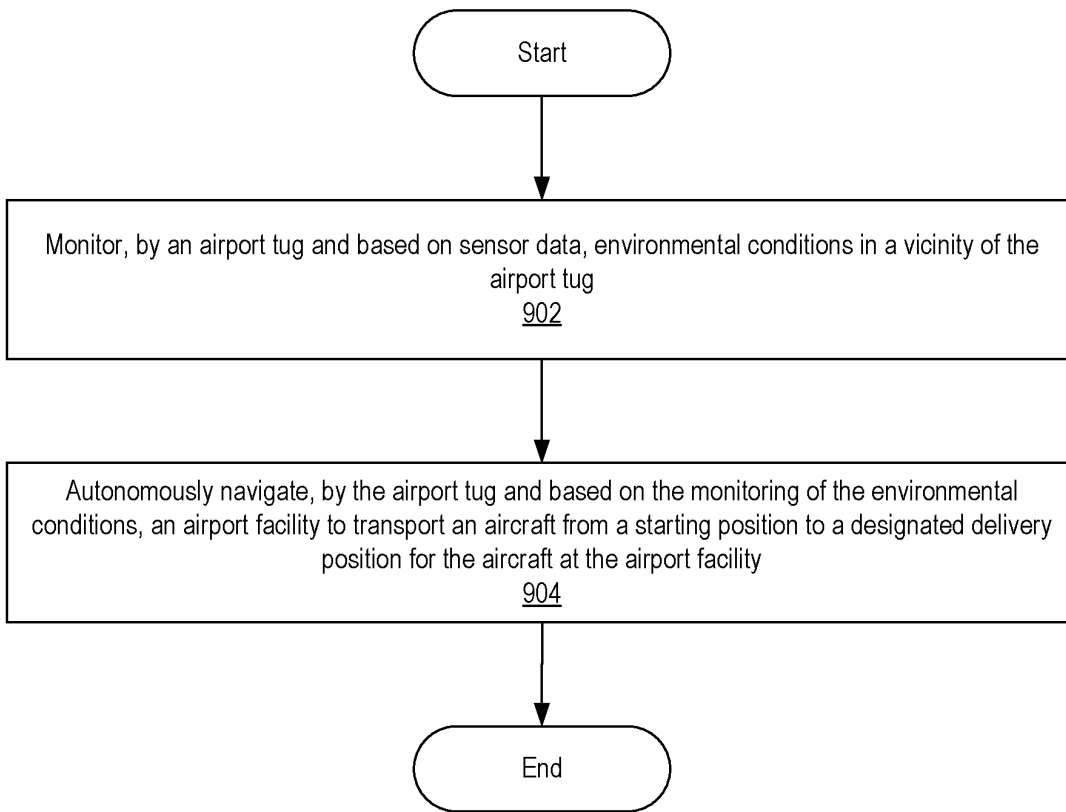 Start
Monitor, by an airport tug and based on sensor data, environmental conditions in a vicinity of the
airport tug
902
Autonomously navigate, by the airport tug and based on the monitoring of the environmental
conditions, an airport facility to transport an aircraft from a starting position to a designated delivery
position for the aircraft at the airport facility
904
End